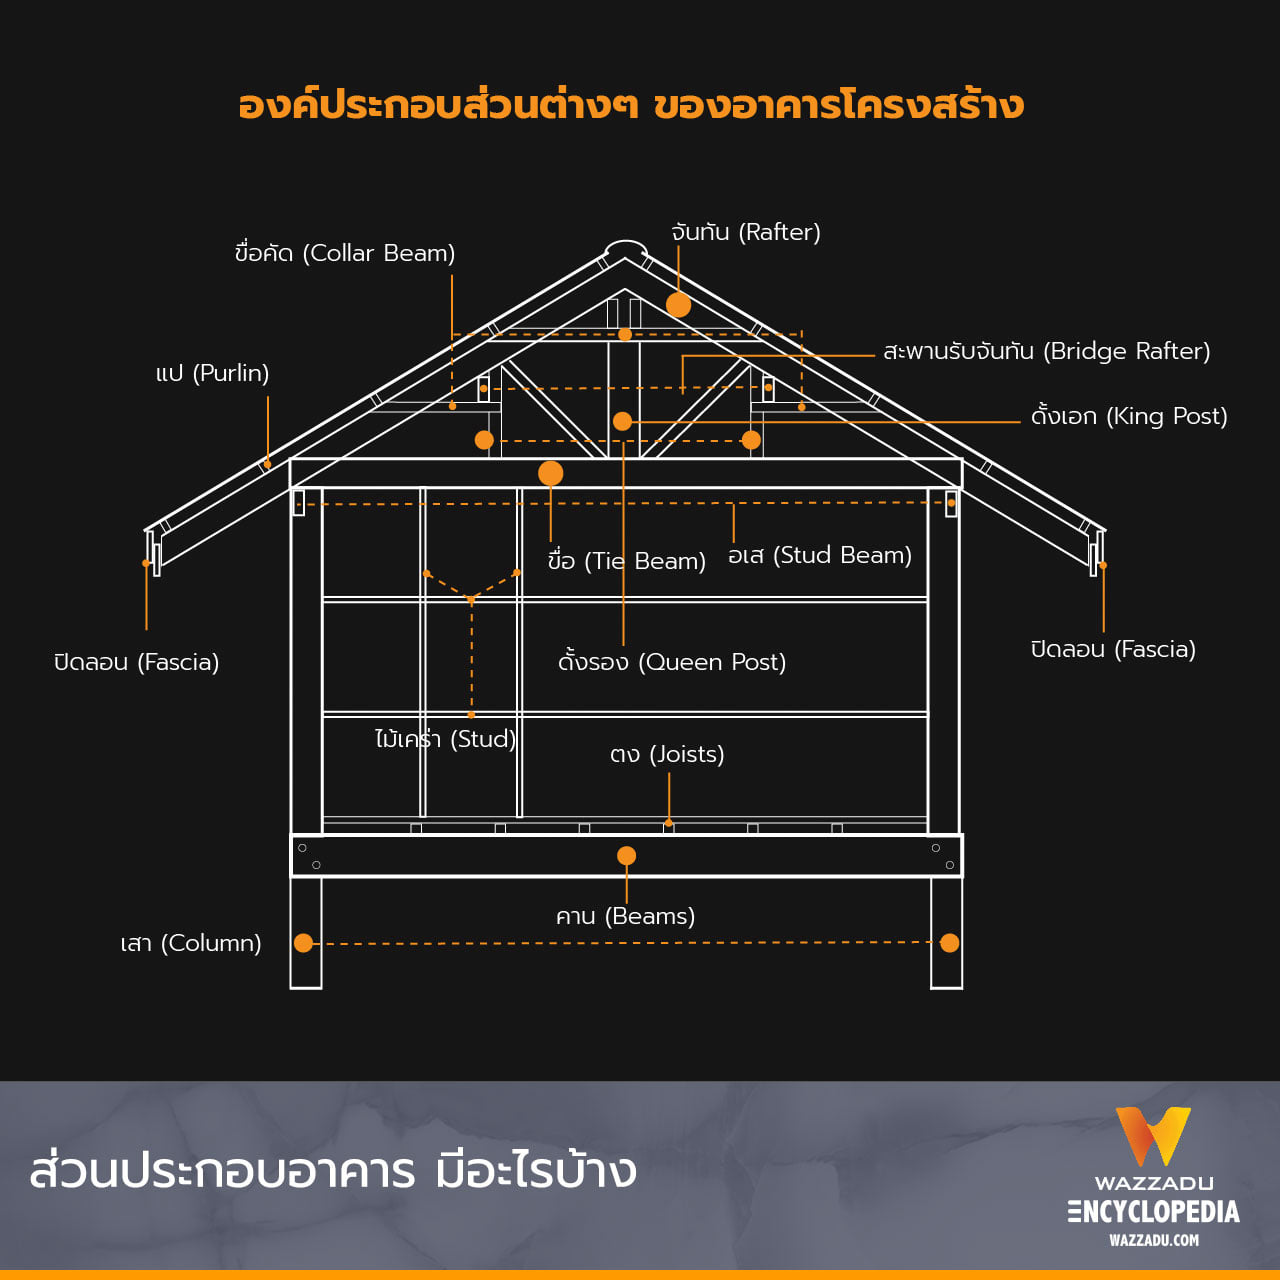 องค์ประกอบส่วนต่างๆ ของอาคารโครงสร้าง
จันทัน (Rafter)
ขื่อคัด (Collar Beam)
สะพานรับจันทัน (Bridge Rafter)
แป (Purlin)
ดั้งเอก (King Post)
ขื่อ (Tie Beam)
อเส (Stud Beam)
ปิดลอน (Fascia)
ดั้งรอง (Queen Post)
ปิดลอน (Fascia)
ไม้เคร่า (Stud)
ตง (Joists)
คาน (Beams)
เสา (Column)
ส่วนประกอบอาคาร มีอะไรบ้าง
WAZZADU
ENCYCLOPEDIA
WAZZADU.COM